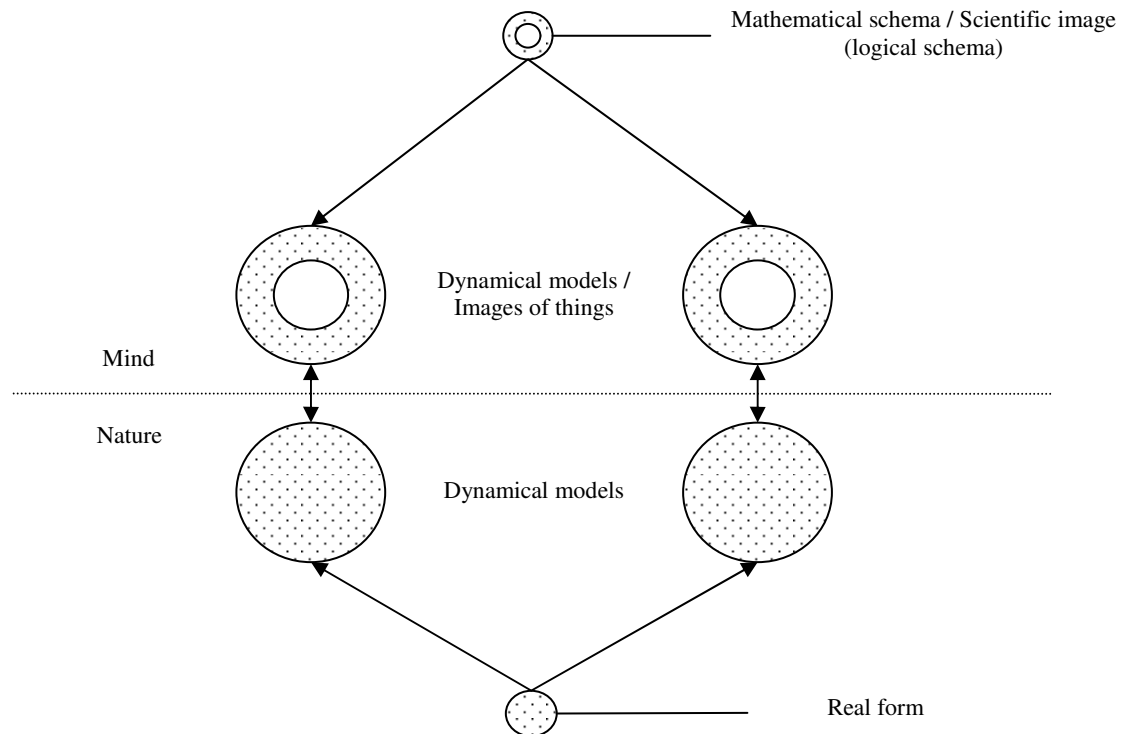 Mathematical schema / Scientific image
(logical schema)
Dynamical models /
Images of things
Mind
Nature
Dynamical models
Real form